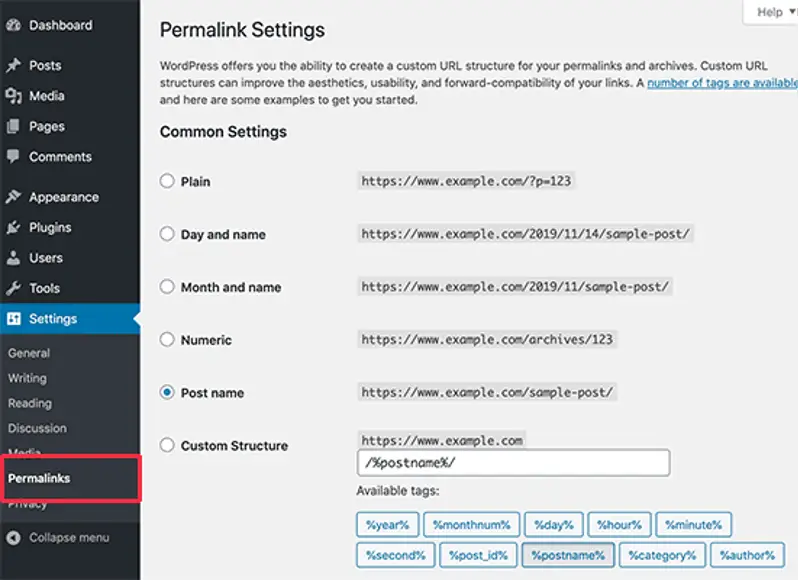 Dashboard
Posts
Media
Pages
Comments
Appearance
Plugins
Users
Tools
Settings
General
Writing
Reading
Discussion
Media
Permalinks
Privacy
Collapse menu
Help
Permalink Settings
WordPress offers you the ability to create a custom URL structure for your permalinks and archives. Custom URL
structures can improve the aesthetics, usability, and forward-compatibility of your links. A number of tags are available
and here are some examples to get you started.
Common Settings
Plain https://www.example.com/?p=123
Day and name https://www.example.com/2019/11/14/sample-post/
Month and name https://www.example.com/2019/11/sample-post/
Numeric https://www.example.com/archives/123
Post name https://www.example.com/sample-post/
Custom Structure https://www.example.com
/%postname%/
Available tags:
%year% %monthnum% %day% %hour% %minute%
%second% %post_id% %postname% %category% %author%